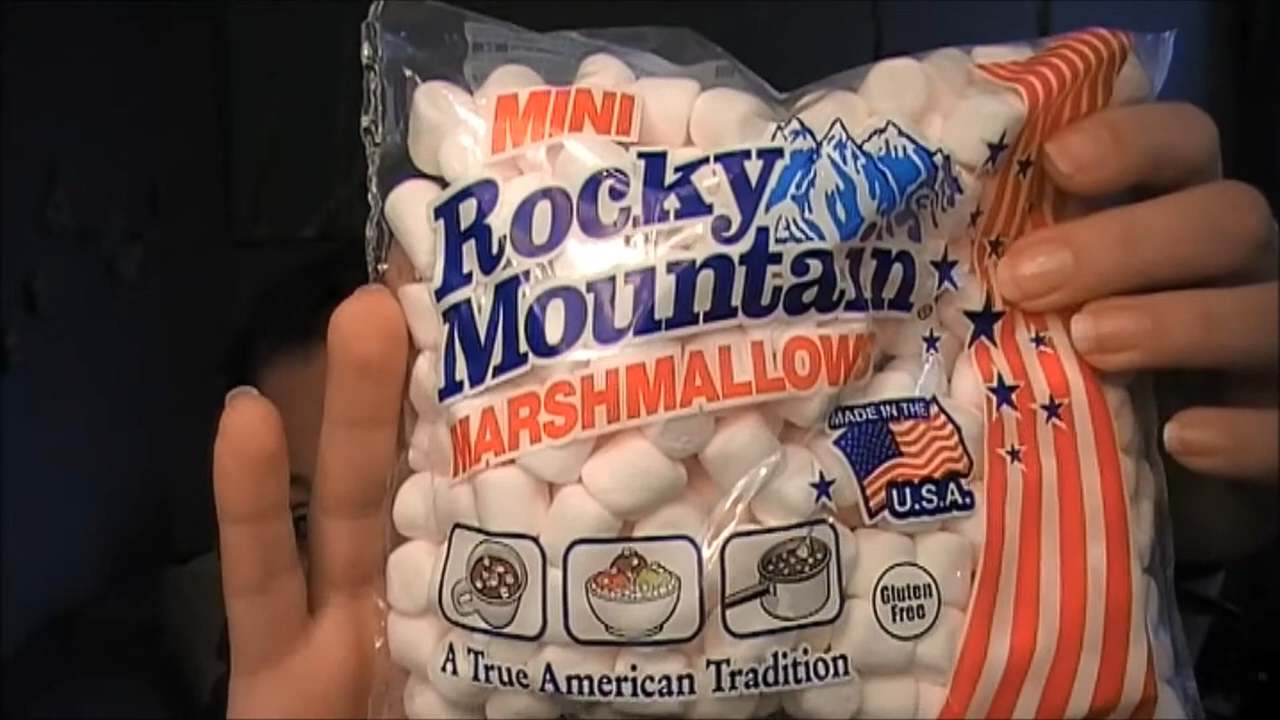 MINI
Rocky
Mountain®
MARSHMALLOWS
MADE IN THE
U.S.A.
Gluten
Free
A True American Tradition